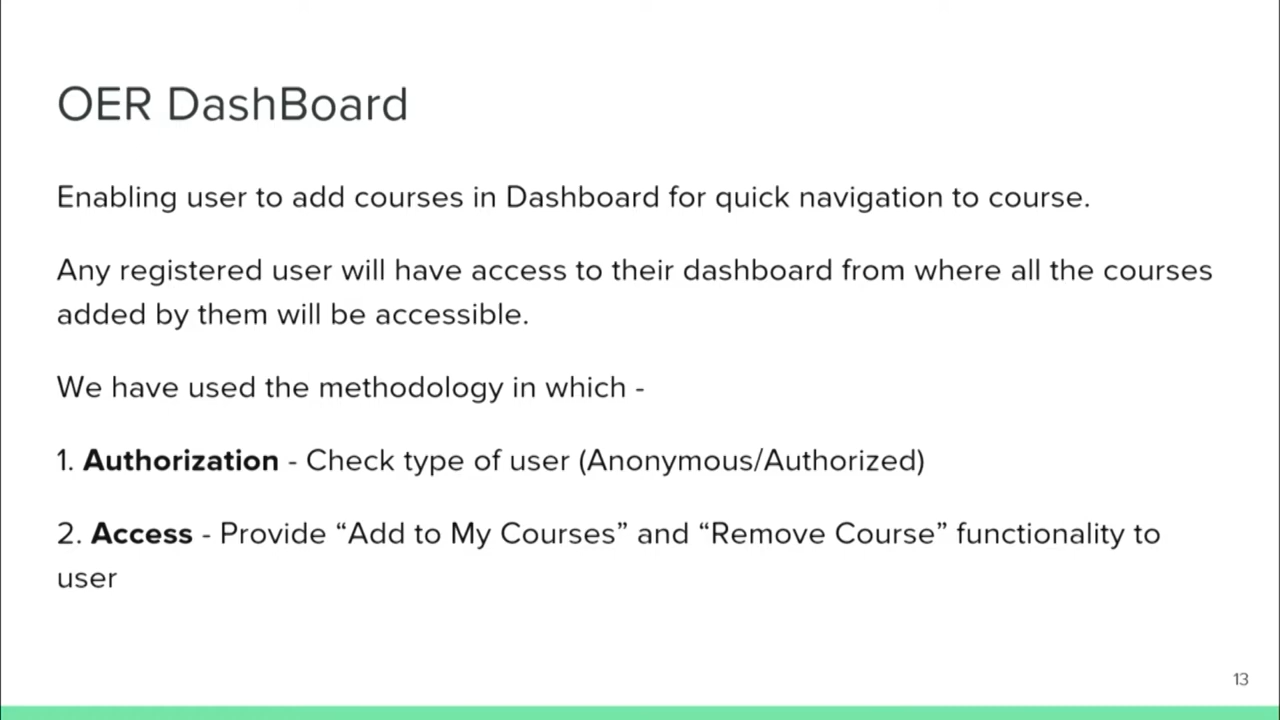 OER DashBoard
Enabling user to add courses in Dashboard for quick navigation to course.
Any registered user will have access to their dashboard from where all the courses
added by them will be accessible.
We have used the methodology in which -
1. Authorization - Check type of user (Anonymous/Authorized)
2. Access - Provide “Add to My Courses” and “Remove Course” functionality to
user
13